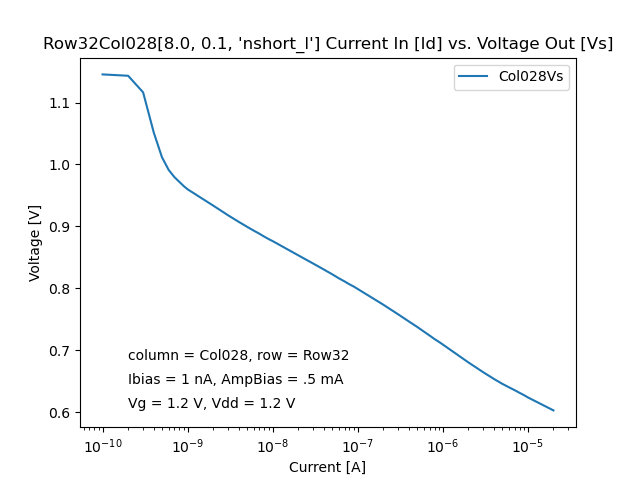 Row32Col028[8.0, 0.1, 'nshort_l'] Current In [Id] vs. Voltage Out [Vs]
Col028Vs
1.1
1.0
0.9
0.8
0.7
0.6
Voltage [V]
column = Col028, row = Row32
Ibias = 1 nA, AmpBias = .5 mA
Vg = 1.2 V, Vdd = 1.2 V
10⁻¹⁰ 10⁻⁹ 10⁻⁸ 10⁻⁷ 10⁻⁶ 10⁻⁵
Current [A]